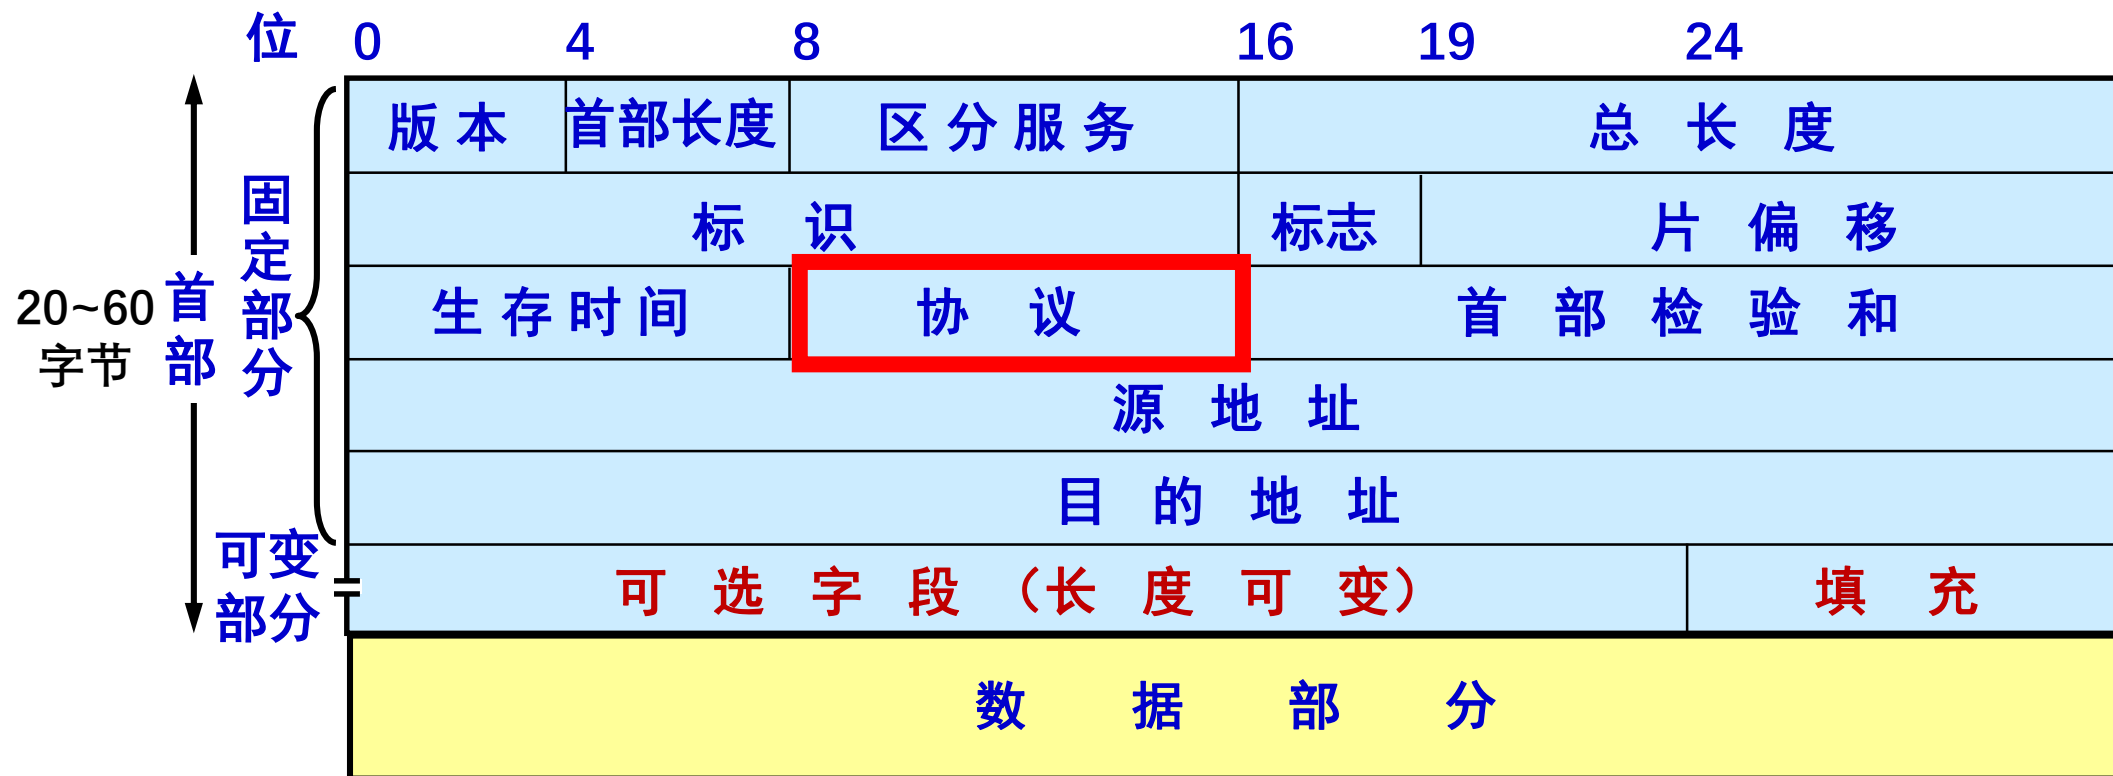 位 0 4 8 16 19 24
版 本 首部长度 区 分 服 务 总 长 度
标 识 标志 片 偏 移
生 存 时 间 协 议 首 部 检 验 和
源 地 址
目 的 地 址
可 选 字 段 （长 度 可 变） 填 充
数 据 部 分
20~60
字节
首
部
固
定
部
分
可变
部分